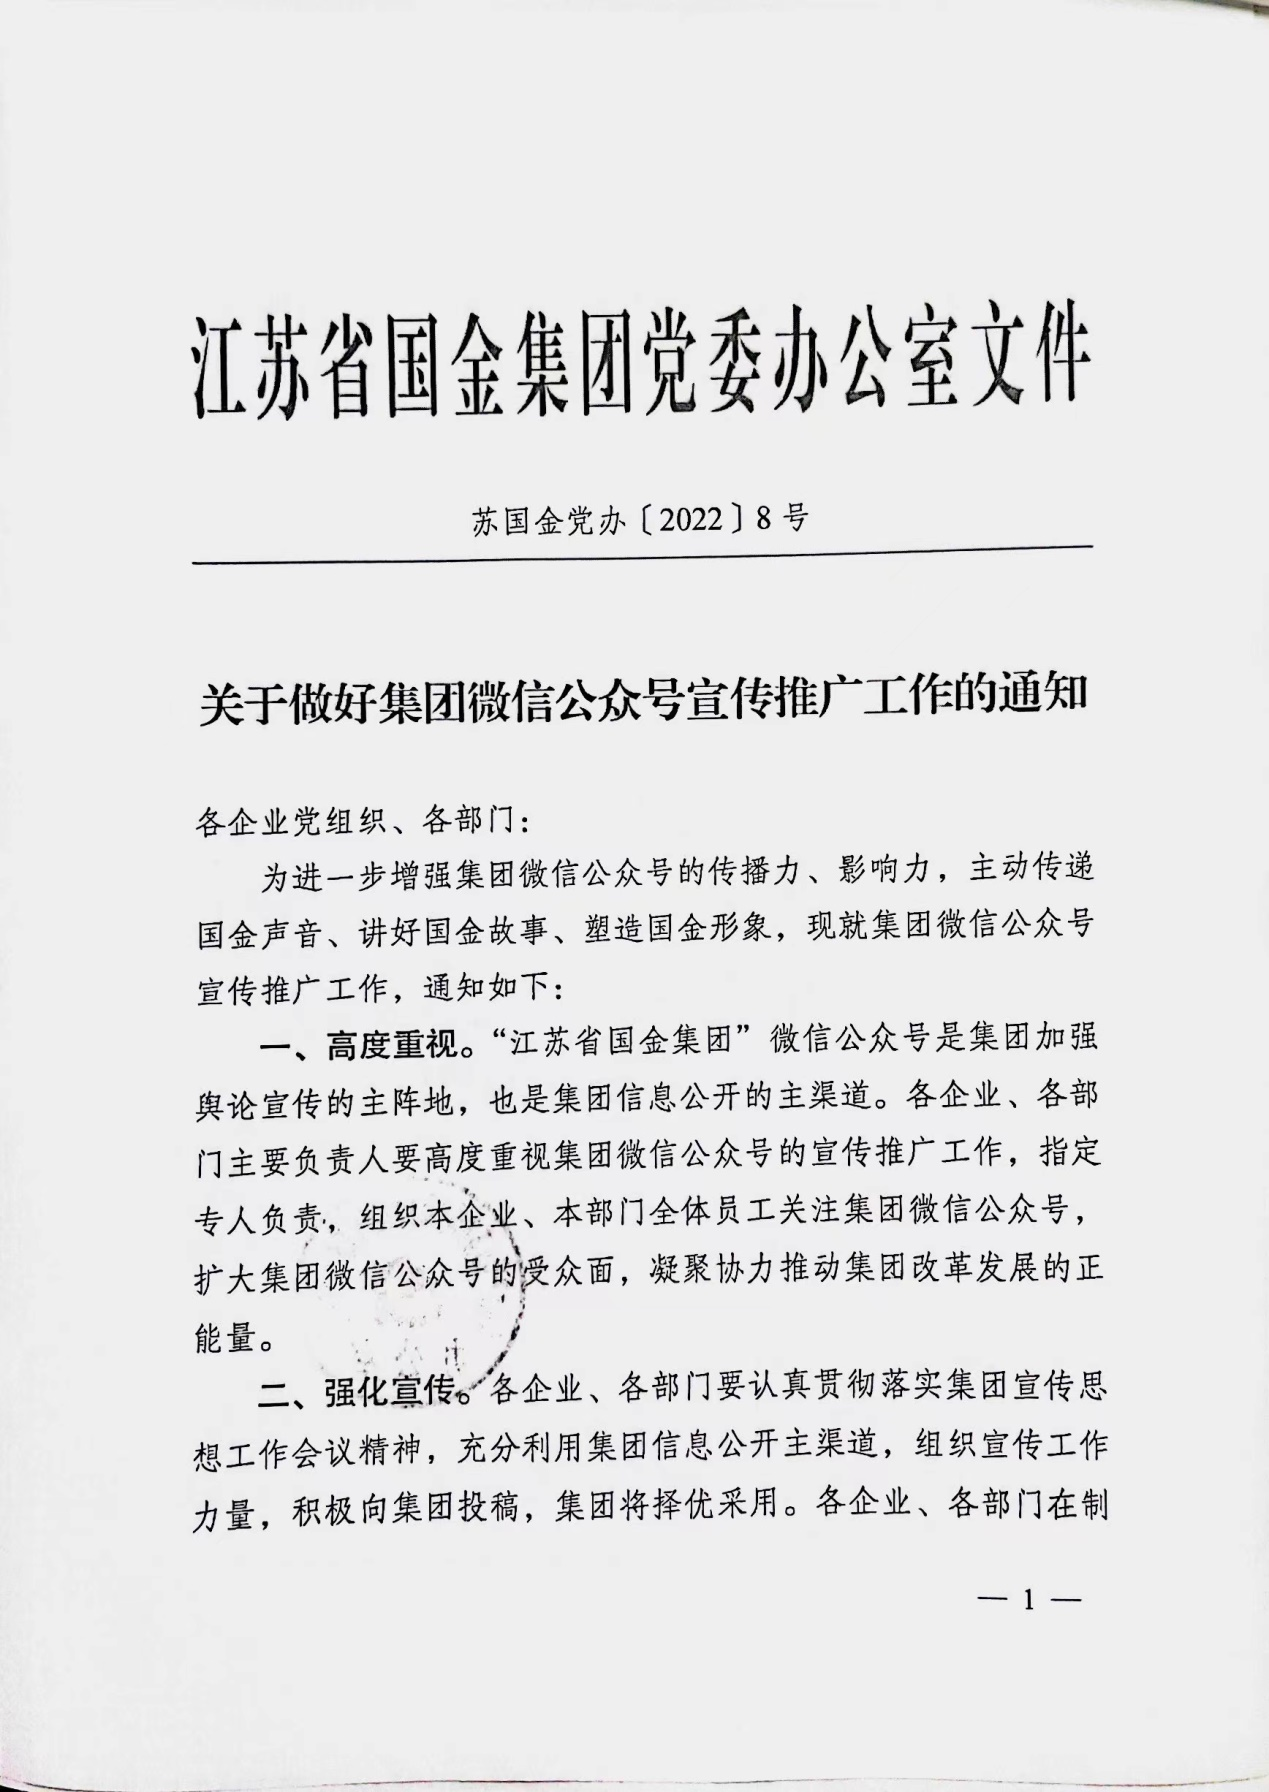 江苏省国金集团党委办公室文件
苏国金党办〔2022〕8号
关于做好集团微信公众号宣传推广工作的通知
各企业党组织、各部门：
为进一步增强集团微信公众号的传播力、影响力，主动传递
国金声音、讲好国金故事、塑造国金形象，现就集团微信公众号
宣传推广工作，通知如下：
一、高度重视。“江苏省国金集团”微信公众号是集团加强
舆论宣传的主阵地，也是集团信息公开的主渠道。各企业、各部
门主要负责人要高度重视集团微信公众号的宣传推广工作，指定
专人负责，组织本企业、本部门全体员工关注集团微信公众号，
扩大集团微信公众号的受众面，凝聚协力推动集团改革发展的正
能量。
二、强化宣传。各企业、各部门要认真贯彻落实集团宣传思
想工作会议精神，充分利用集团信息公开主渠道，组织宣传工作
力量，积极向集团投稿，集团将择优采用。各企业、各部门在制
— 1 —